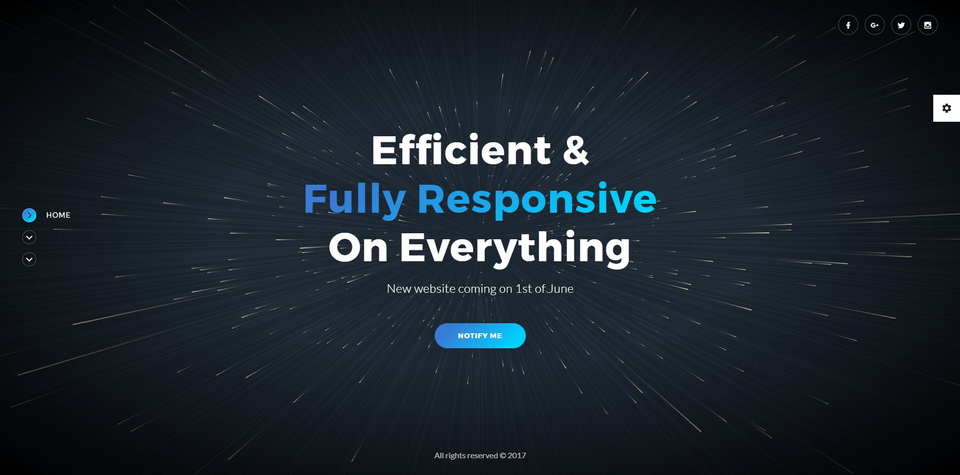 HOME
Efficient &
Fully Responsive
On Everything
New website coming on 1st of June
NOTIFY ME
All rights reserved © 2017